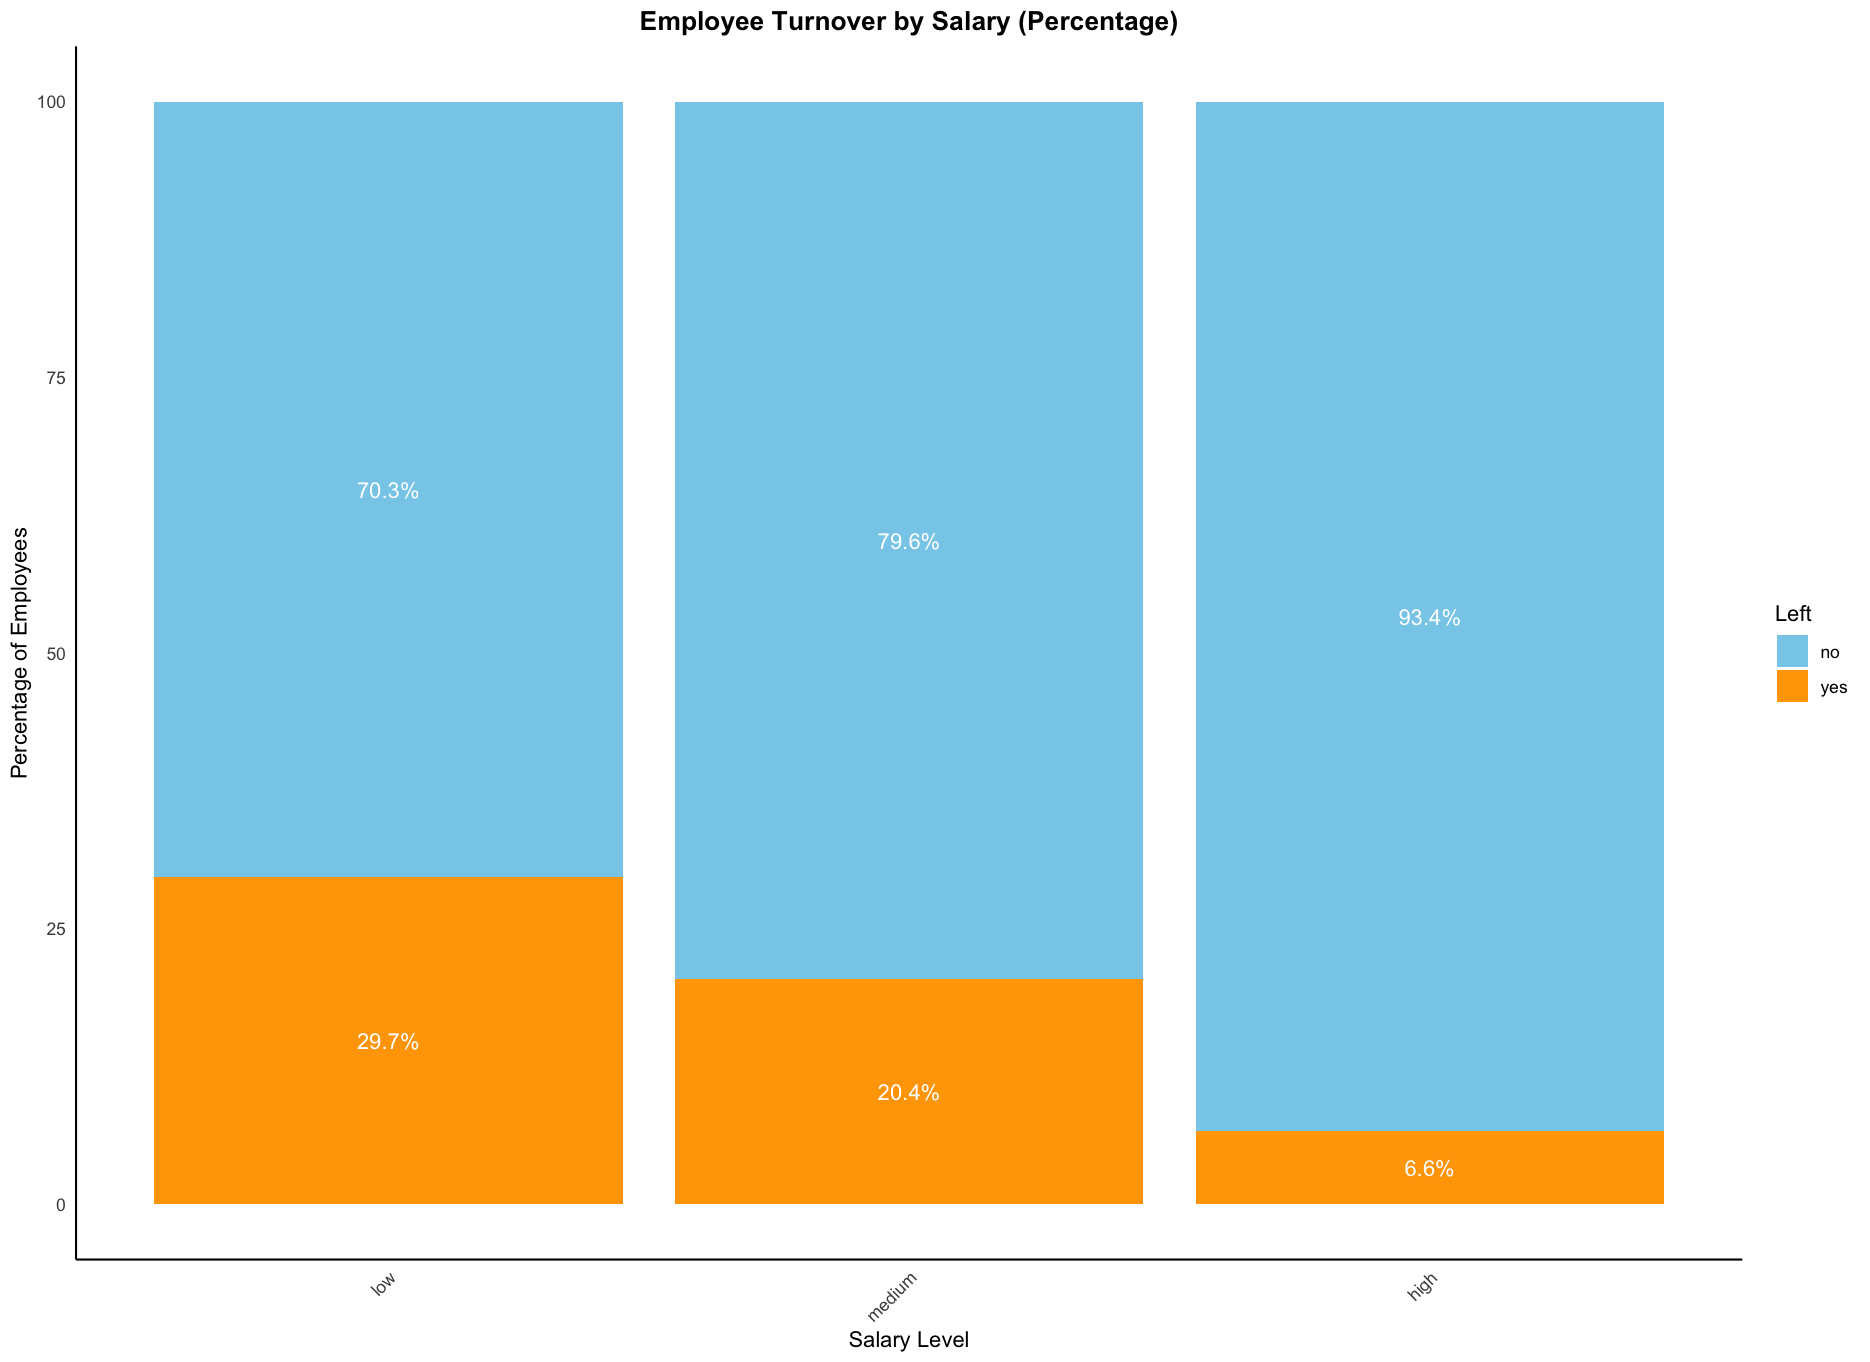 Employee Turnover by Salary (Percentage)
Percentage of Employees
100
75
50
25
0
70.3%
29.7%
79.6%
20.4%
93.4%
6.6%
low
medium
high
Salary Level
Left
no
yes